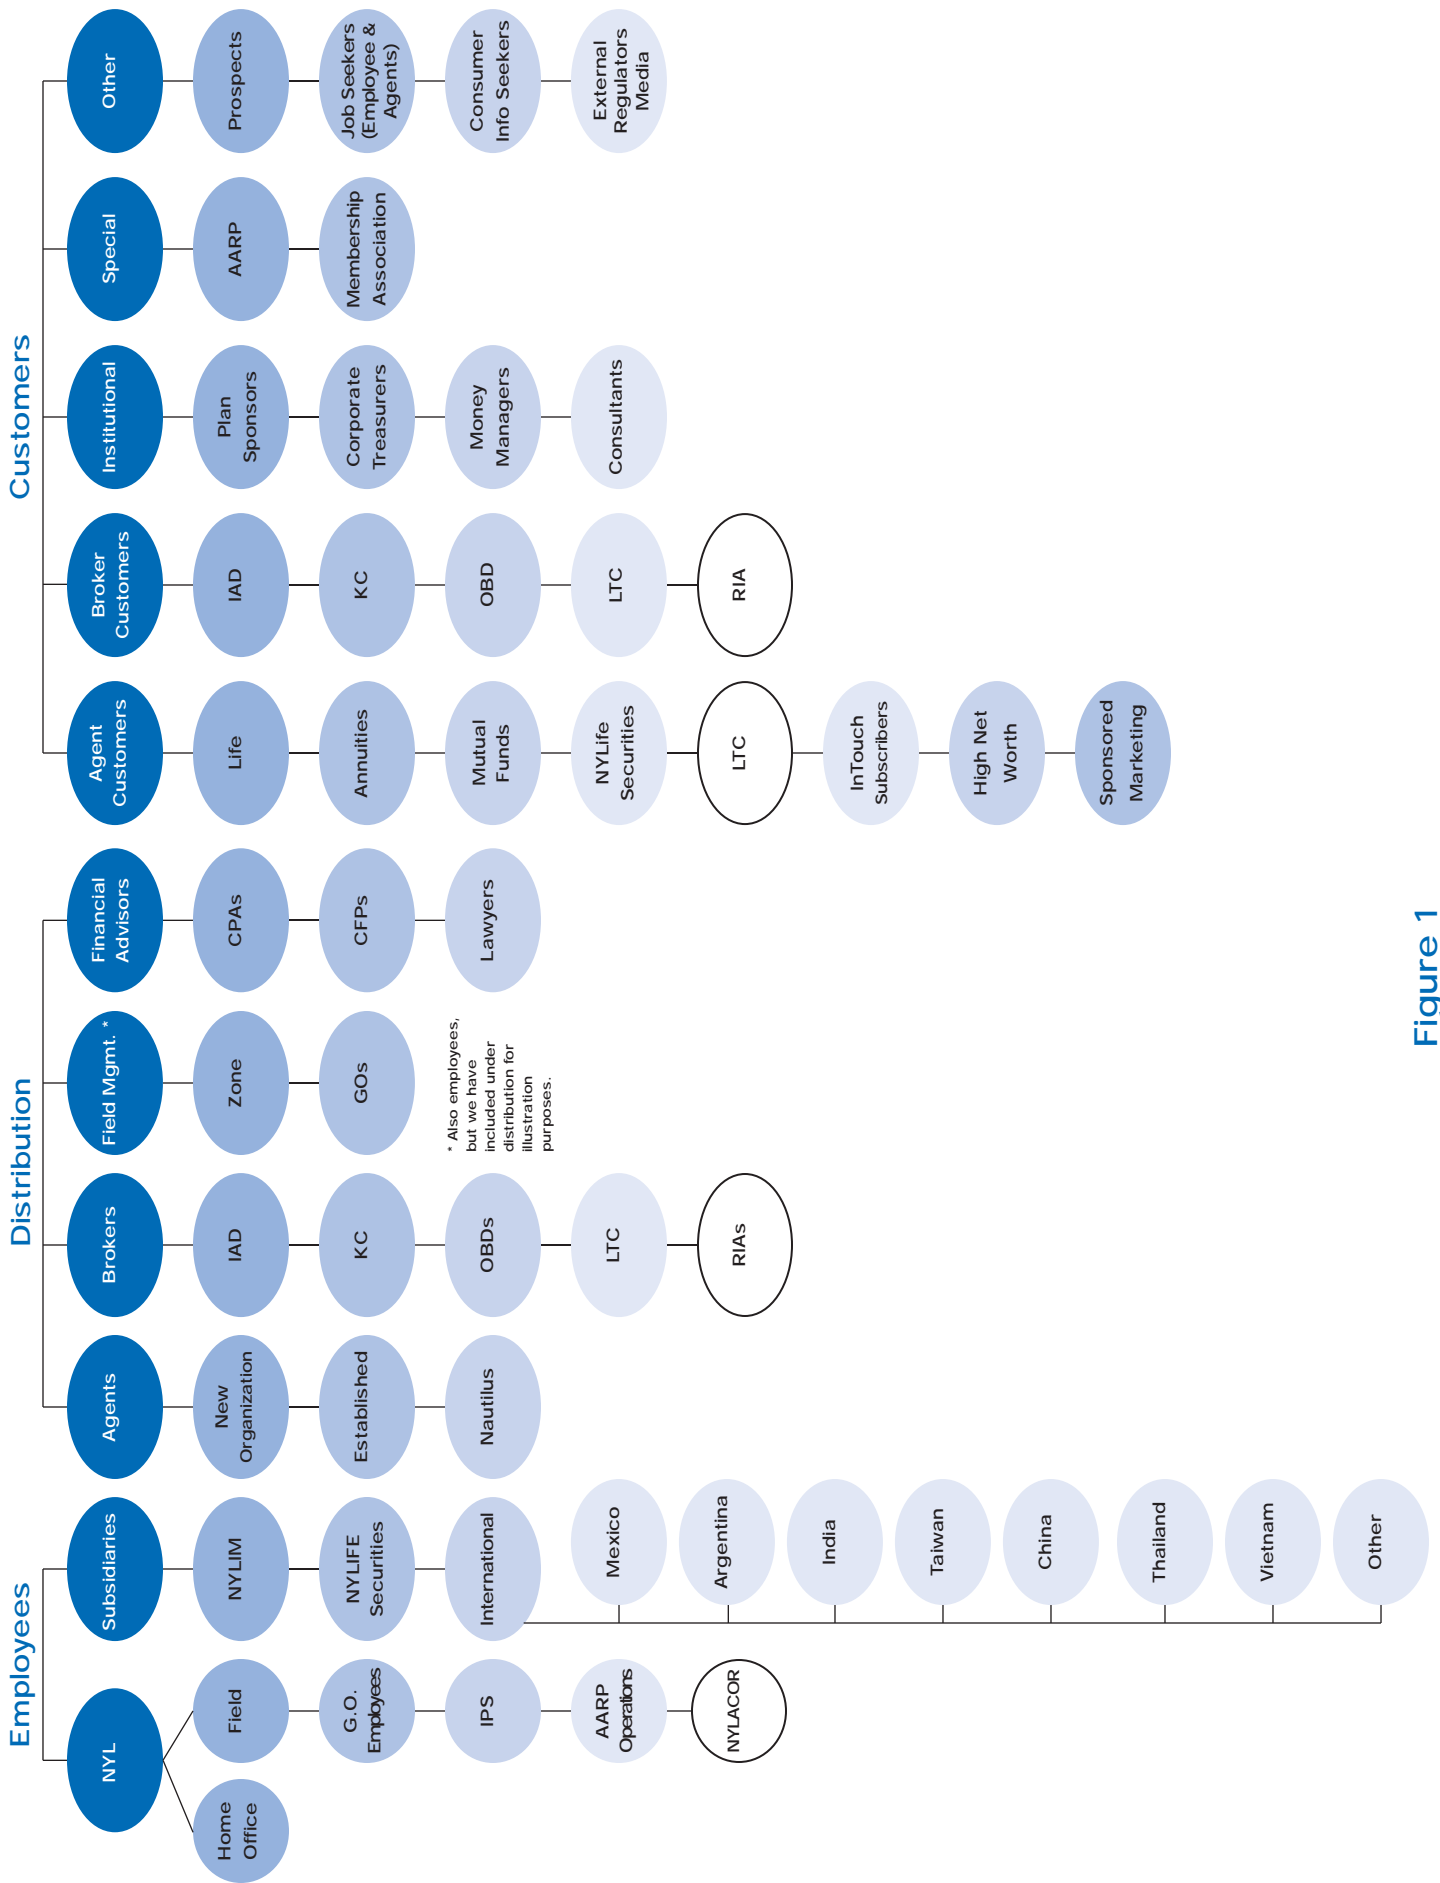 Employees
NYL
Home
Office
Field
G.O.
Employees
IPS
AARP
Operations
NYLACOR
Subsidiaries
NYLIM
NYLIFE
Securities
International
Mexico
Argentina
India
Taiwan
China
Thailand
Vietnam
Other
Distribution
Agents
New
Organization
Established
Nautilus
Brokers
IAD
KC
OBDs
LTC
RIAs
Field Mgmt. *
Zone
GOs
* Also employees,
but we have
included under
distribution for
illustration
purposes.
Financial
Advisors
CPAs
CFPs
Lawyers
Customers
Agent
Customers
Life
Annuities
Mutual
Funds
NYLife
Securities
LTC
InTouch
Subscribers
High Net
Worth
Sponsored
Marketing
Broker
Customers
IAD
KC
OBD
LTC
RIA
Institutional
Plan
Sponsors
Corporate
Treasurers
Money
Managers
Consultants
Special
AARP
Membership
Association
Other
Prospects
Job Seekers
(Employee &
Agents)
Consumer
Info Seekers
External
Regulators
Media
Figure 1